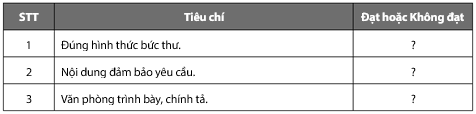 STT Tiêu chí Đạt hoặc Không đạt
1 Đúng hình thức bức thư. ?
2 Nội dung đảm bảo yêu cầu. ?
3 Văn phong trình bày, chính tả. ?